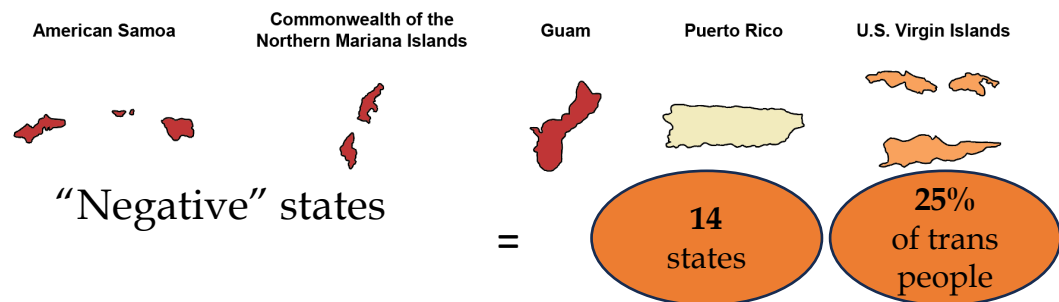 American Samoa
Commonwealth of the
Northern Mariana Islands
Guam
Puerto Rico
U.S. Virgin Islands
“Negative” states
=
14
states
25%
of trans
people